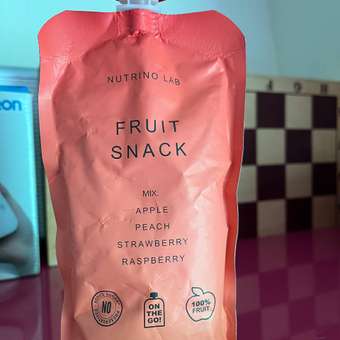 NUTRINO LAB
FRUIT
SNACK
MIX:
APPLE
PEACH
STRAWBERRY
RASPBERRY
NO
ON
THE
GO!
100%
FRUIT